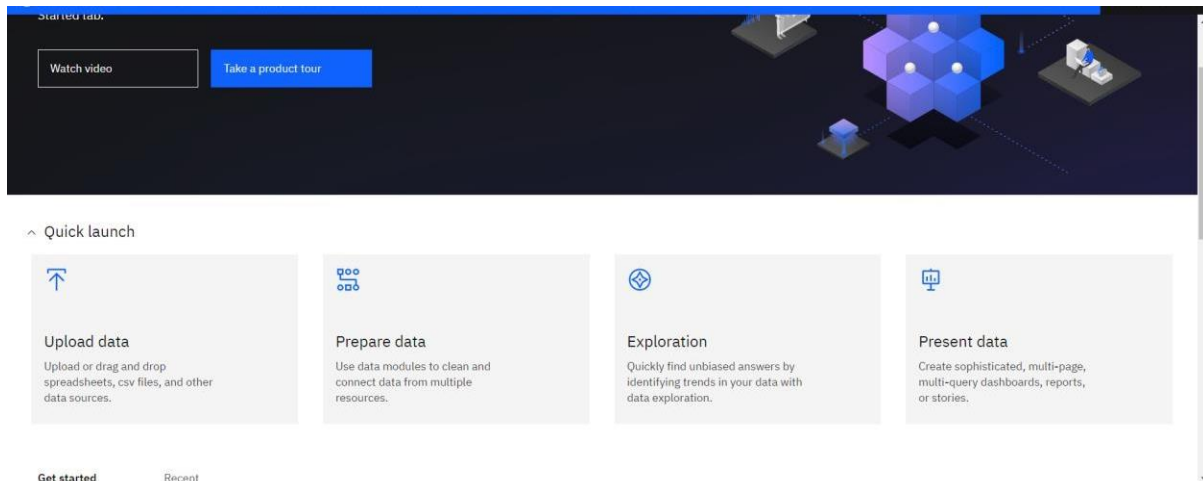 Started tab.
Watch video
Take a product tour
Quick launch
Upload data
Upload or drag and drop
spreadsheets, csv files, and other
data sources.
Prepare data
Use data modules to clean and
connect data from multiple
resources.
Exploration
Quickly find unbiased answers by
identifying trends in your data with
data exploration.
Present data
Create sophisticated, multi-page,
multi-query dashboards, reports,
or stories.
Get started
Recent